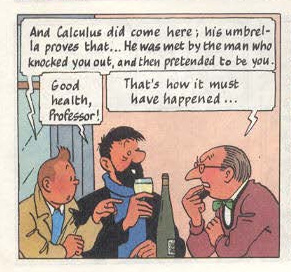 And Calculus did come here; his umbrel-
la proves that... He was met by the man who
knocked you out, and then pretended to be you.
Good
health,
Professor!
That's how it must
have happened...